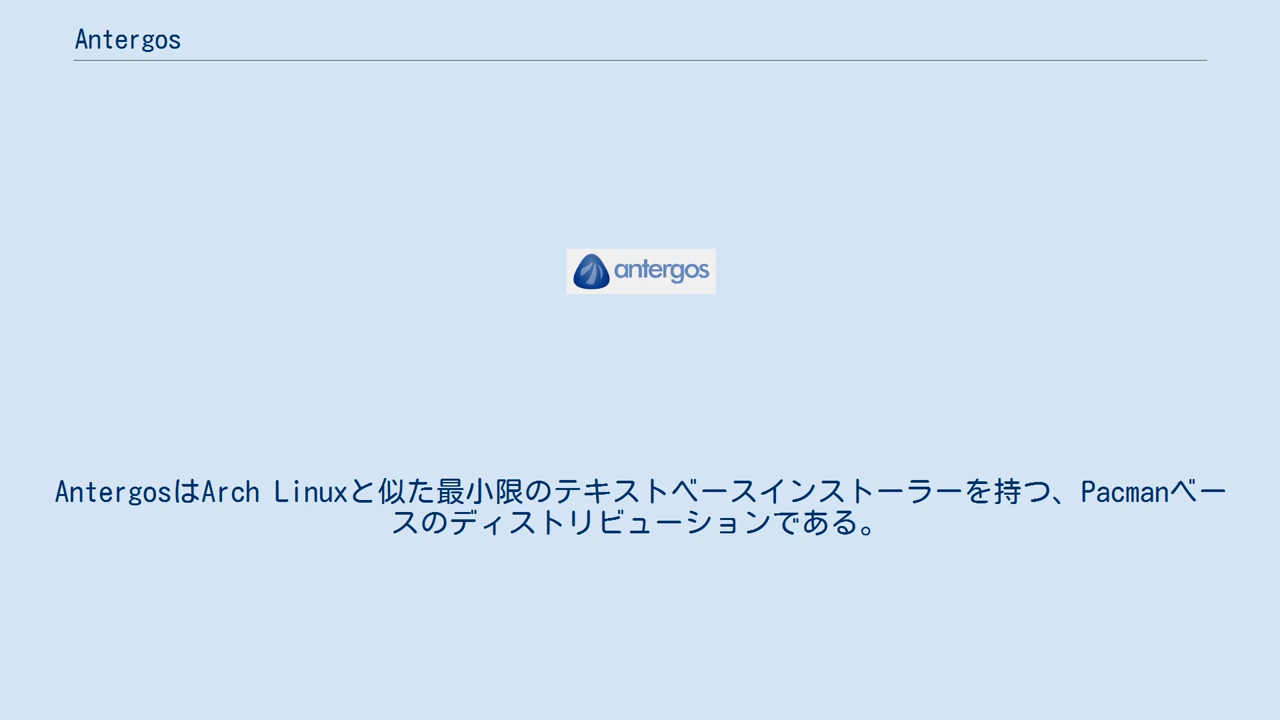 Antergos
antergos
AntergosはArch Linuxと似た最小限のテキストベースインストーラーを持つ、Pacmanベー
スのディストリビューションである。